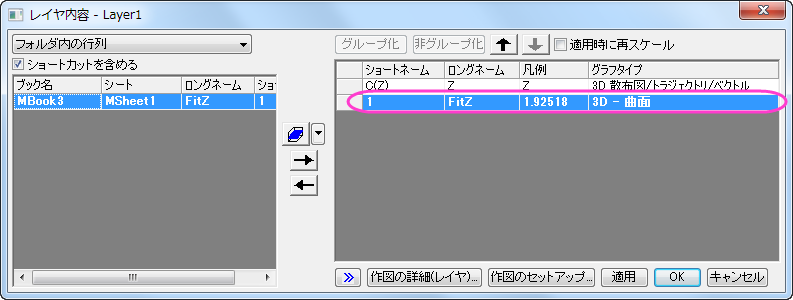 レイヤ内容 - Layer1
フォルダ内の行列
ショートカットを含める
ブック名 シート ロングネーム ショ
MBook3 MSheet1 FitZ 1
グループ化 非グループ化 適用時に再スケール
ショートネーム ロングネーム 凡例 グラフタイプ
C(Z) Z Z 3D 散布図/トラジェクトリ/ベクトル
1 FitZ 1.92518 3D - 曲面
作図の詳細(レイヤ)... 作図のセットアップ... 適用 OK キャンセル